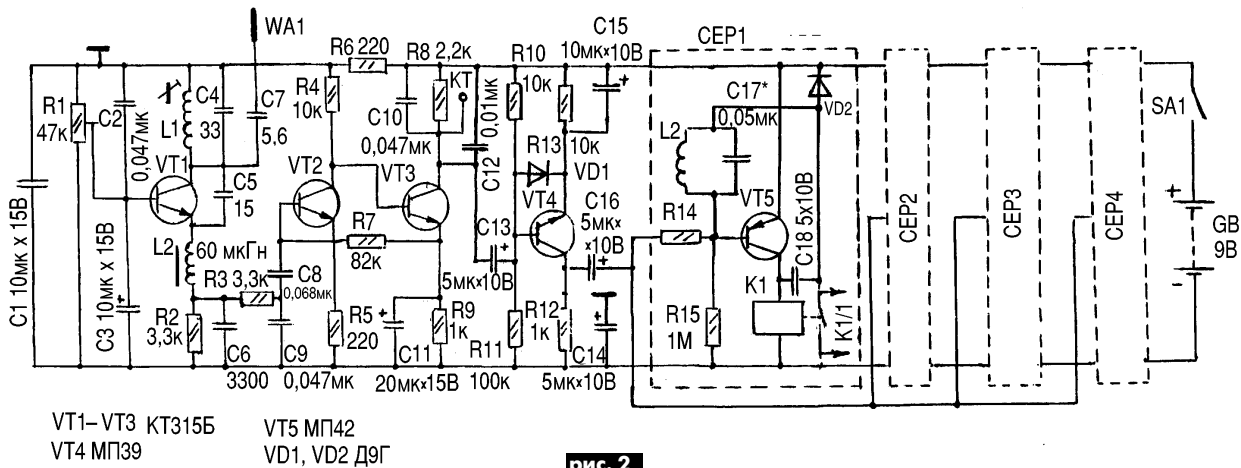 WA1
C15
10мк×10В
R6 220
R8 2,2к
R10
CEP1
R4
10к
КТ
10к
C17*
0,05мк
VD2
SA1
R1
47к
C2
C4
33
C7
5,6
L1
C10
0,047мк
0,01мк
C12
10к
L2
0,047мк
VT1
C5
15
VT2
VT3
R13
VD1
VT4
VT5
R14
C16
5мк×
×10В
C18 5x10В
CEP2
CEP3
CEP4
+
GB
9В
-
C1 10мк x 15В
C3 10мк x 15В
+
L2
60 мкГн
R7
82к
C13
+
5мк×10В
R3 3,3к
C8
0,068мк
K1
K1/1
R2
3,3к
R5
220
R9
1к
R12
1к
R15
1М
C6
3300
C9
0,047мк
C11
20мк×15В
R11
100к
C14
5мк×10В
VT1– VT3 КТ315Б
VT4 МП39
VT5 МП42
VD1, VD2 Д9Г
рис. 2